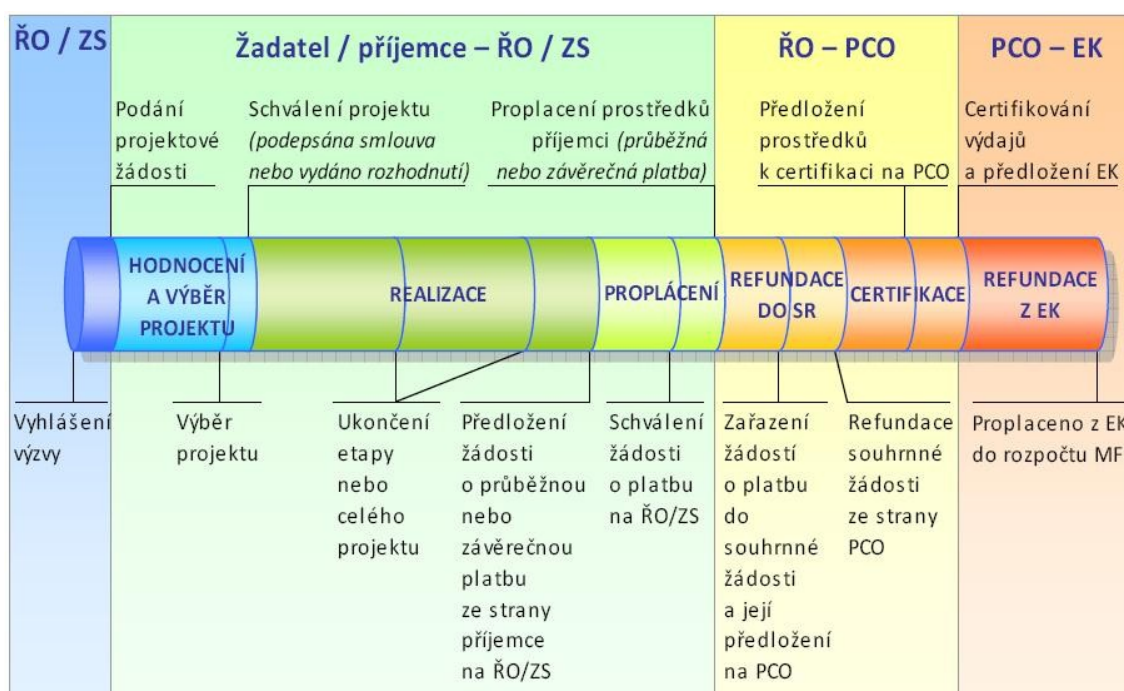 ŘO / ZS
Žadatel / příjemce – ŘO / ZS
ŘO – PCO
PCO – EK
Podání
projektové
žádosti
Schválení projektu
(podepsána smlouva
nebo vydáno rozhodnutí)
Proplacení prostředků
příjemci (průběžná
nebo závěrečná platba)
Předložení
prostředků
k certifikaci na PCO
Certifikování
výdajů
a předložení EK
HODNOCENÍ
A VÝBĚR
PROJEKTU
REALIZACE
PROPLÁCENÍ
REFUNDACE
DO SR
CERTIFIKACE
REFUNDACE
Z EK
Vyhlášení
výzvy
Výběr
projektu
Ukončení
etapy
nebo
celého
projektu
Předložení
žádosti
o průběžnou
nebo
závěrečnou
platbu
ze strany
příjemce
na ŘO/ZS
Schválení
žádosti
o platbu
na ŘO/ZS
Zařazení
žádostí
o platbu
do
souhrnné
žádosti
a její
předložení
na PCO
Refundace
souhrnné
žádosti
ze strany
PCO
Proplaceno z EK
do rozpočtu MF